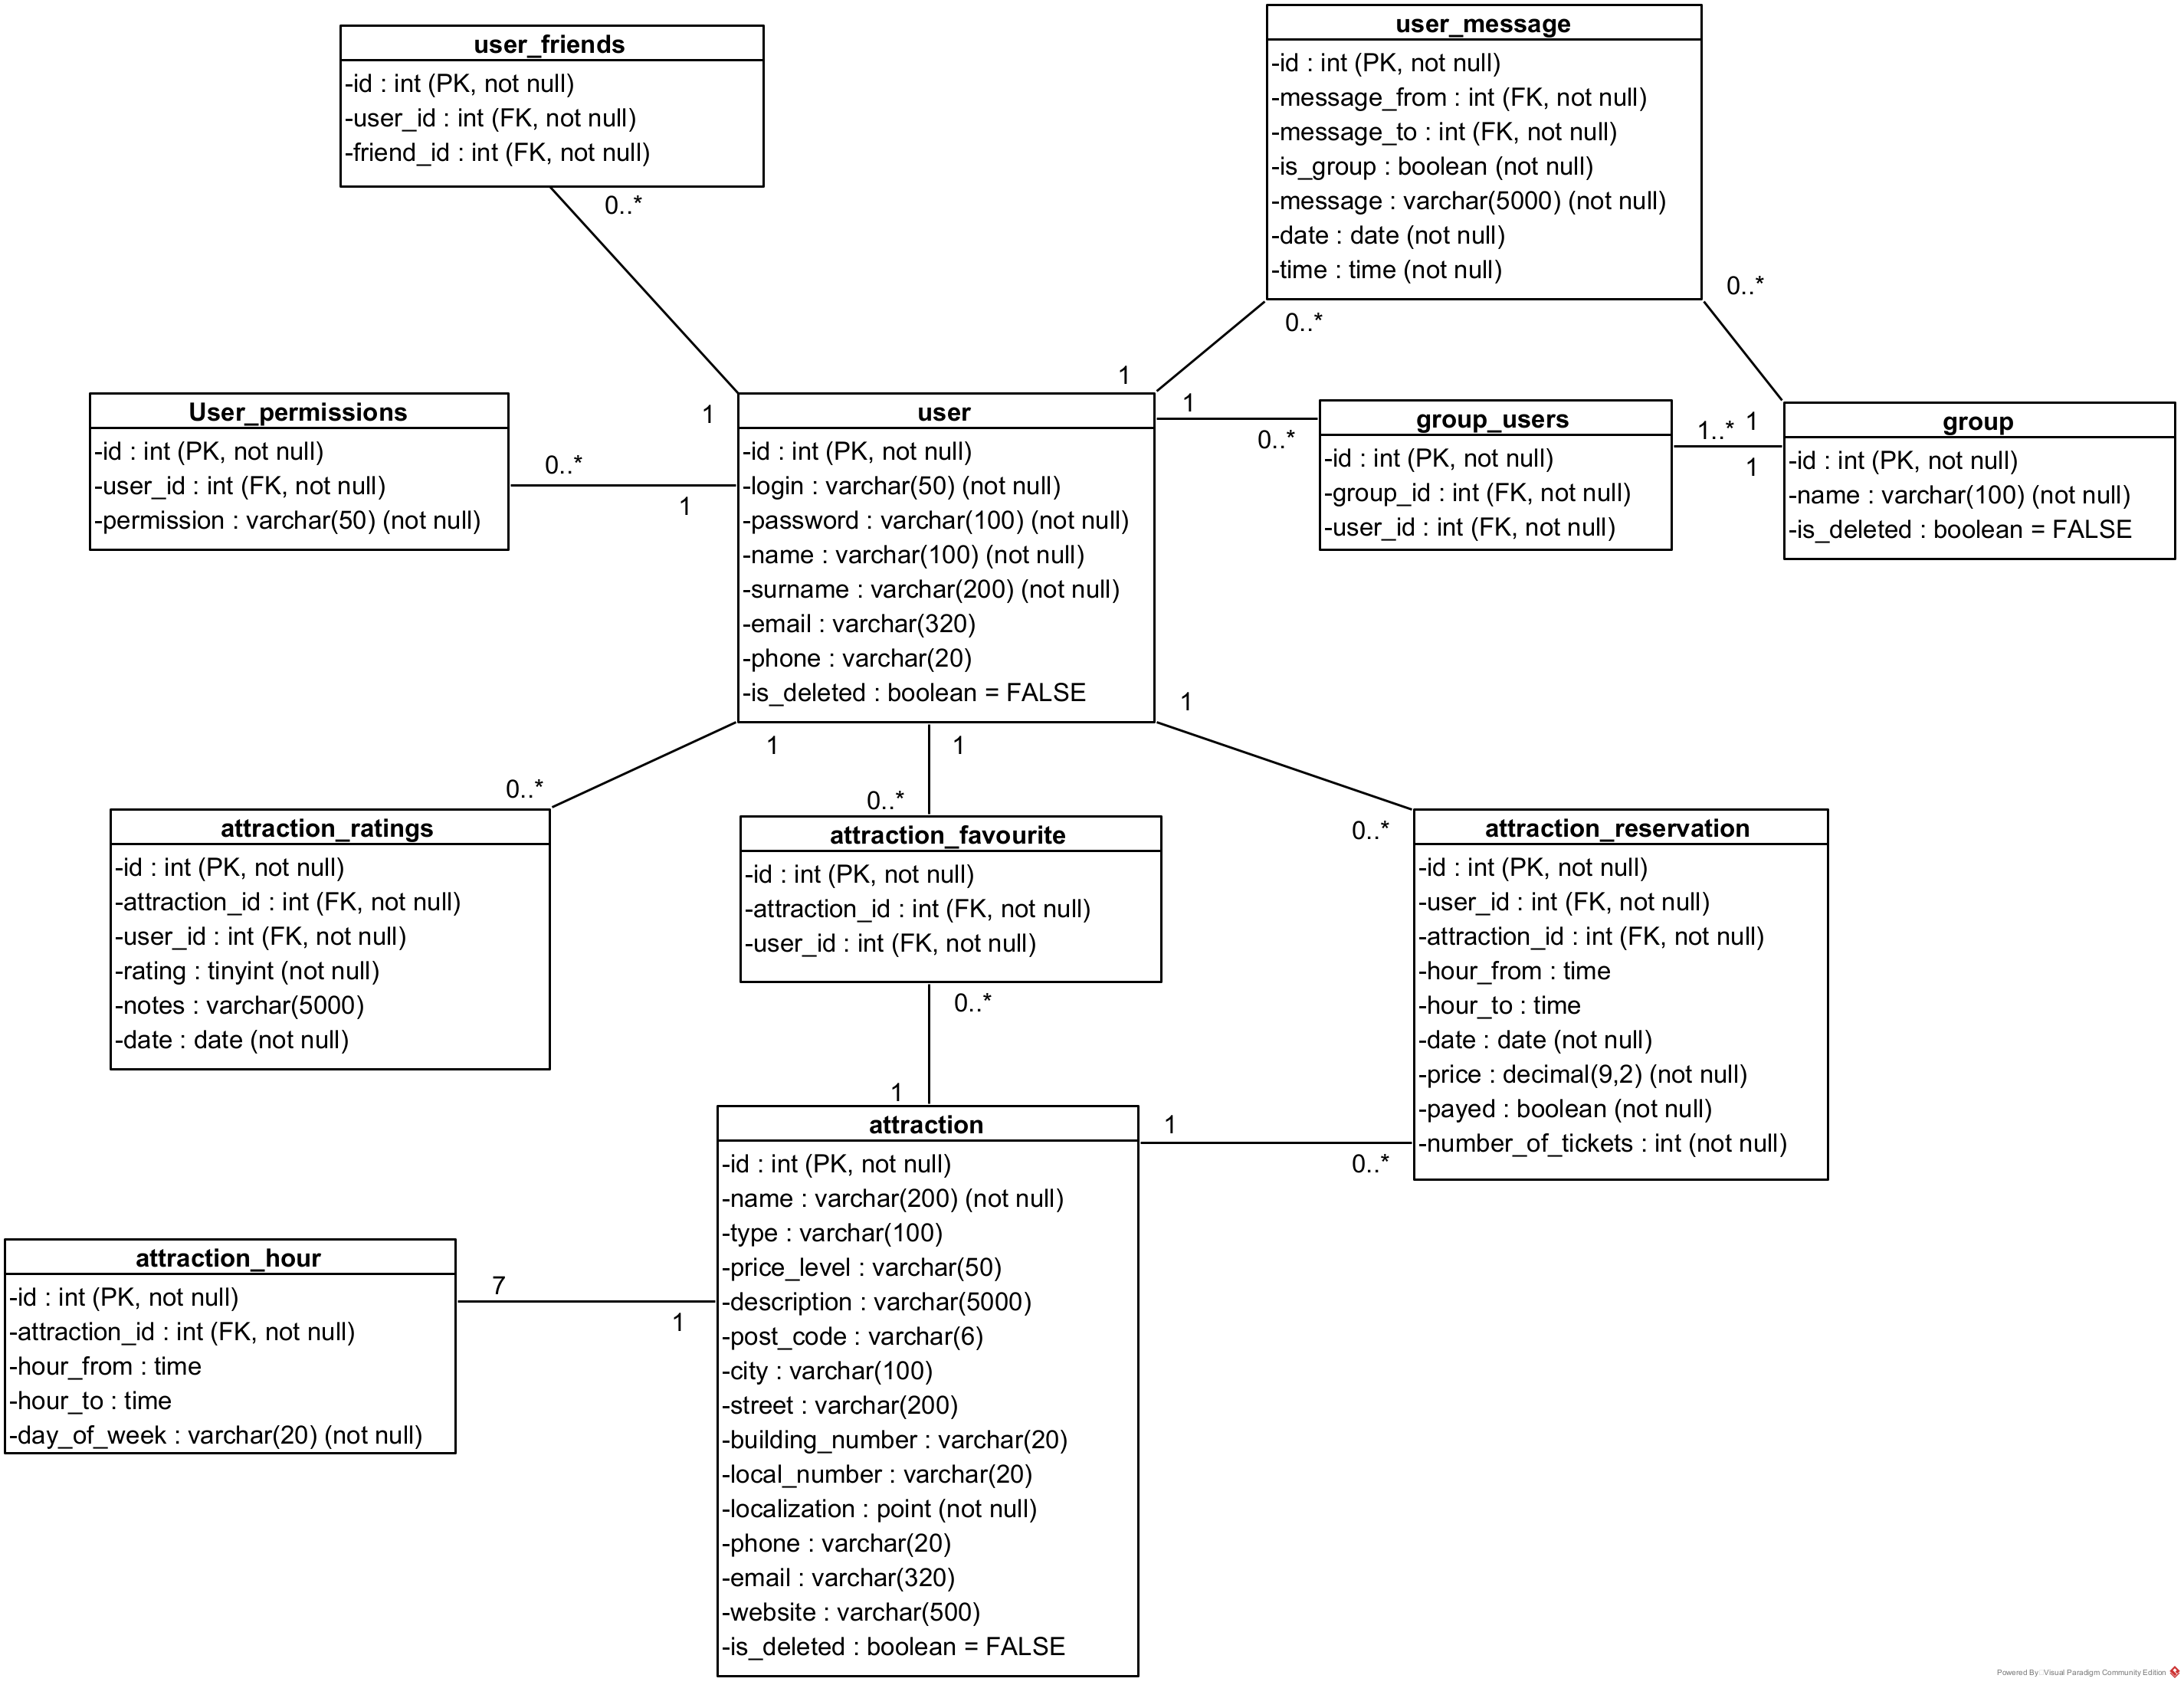 user_friends
-id : int (PK, not null)
-user_id : int (FK, not null)
-friend_id : int (FK, not null)
0..*
user_message
-id : int (PK, not null)
-message_from : int (FK, not null)
-message_to : int (FK, not null)
-is_group : boolean (not null)
-message : varchar(5000) (not null)
-date : date (not null)
-time : time (not null)
0..*
0..*
1
1
User_permissions
-id : int (PK, not null)
-user_id : int (FK, not null)
-permission : varchar(50) (not null)
0..*
1
user
-id : int (PK, not null)
-login : varchar(50) (not null)
-password : varchar(100) (not null)
-name : varchar(100) (not null)
-surname : varchar(200) (not null)
-email : varchar(320)
-phone : varchar(20)
-is_deleted : boolean = FALSE
1
0..*
group_users
-id : int (PK, not null)
-group_id : int (FK, not null)
-user_id : int (FK, not null)
1..*
1
1
group
-id : int (PK, not null)
-name : varchar(100) (not null)
-is_deleted : boolean = FALSE
1
1
1
0..*
0..*
0..*
attraction_ratings
-id : int (PK, not null)
-attraction_id : int (FK, not null)
-user_id : int (FK, not null)
-rating : tinyint (not null)
-notes : varchar(5000)
-date : date (not null)
attraction_favourite
-id : int (PK, not null)
-attraction_id : int (FK, not null)
-user_id : int (FK, not null)
0..*
1
attraction_reservation
-id : int (PK, not null)
-user_id : int (FK, not null)
-attraction_id : int (FK, not null)
-hour_from : time
-hour_to : time
-date : date (not null)
-price : decimal(9,2) (not null)
-payed : boolean (not null)
-number_of_tickets : int (not null)
1
0..*
attraction_hour
-id : int (PK, not null)
-attraction_id : int (FK, not null)
-hour_from : time
-hour_to : time
-day_of_week : varchar(20) (not null)
7
1
attraction
-id : int (PK, not null)
-name : varchar(200) (not null)
-type : varchar(100)
-price_level : varchar(50)
-description : varchar(5000)
-post_code : varchar(6)
-city : varchar(100)
-street : varchar(200)
-building_number : varchar(20)
-local_number : varchar(20)
-localization : point (not null)
-phone : varchar(20)
-email : varchar(320)
-website : varchar(500)
-is_deleted : boolean = FALSE
Powered By Visual Paradigm Community Edition